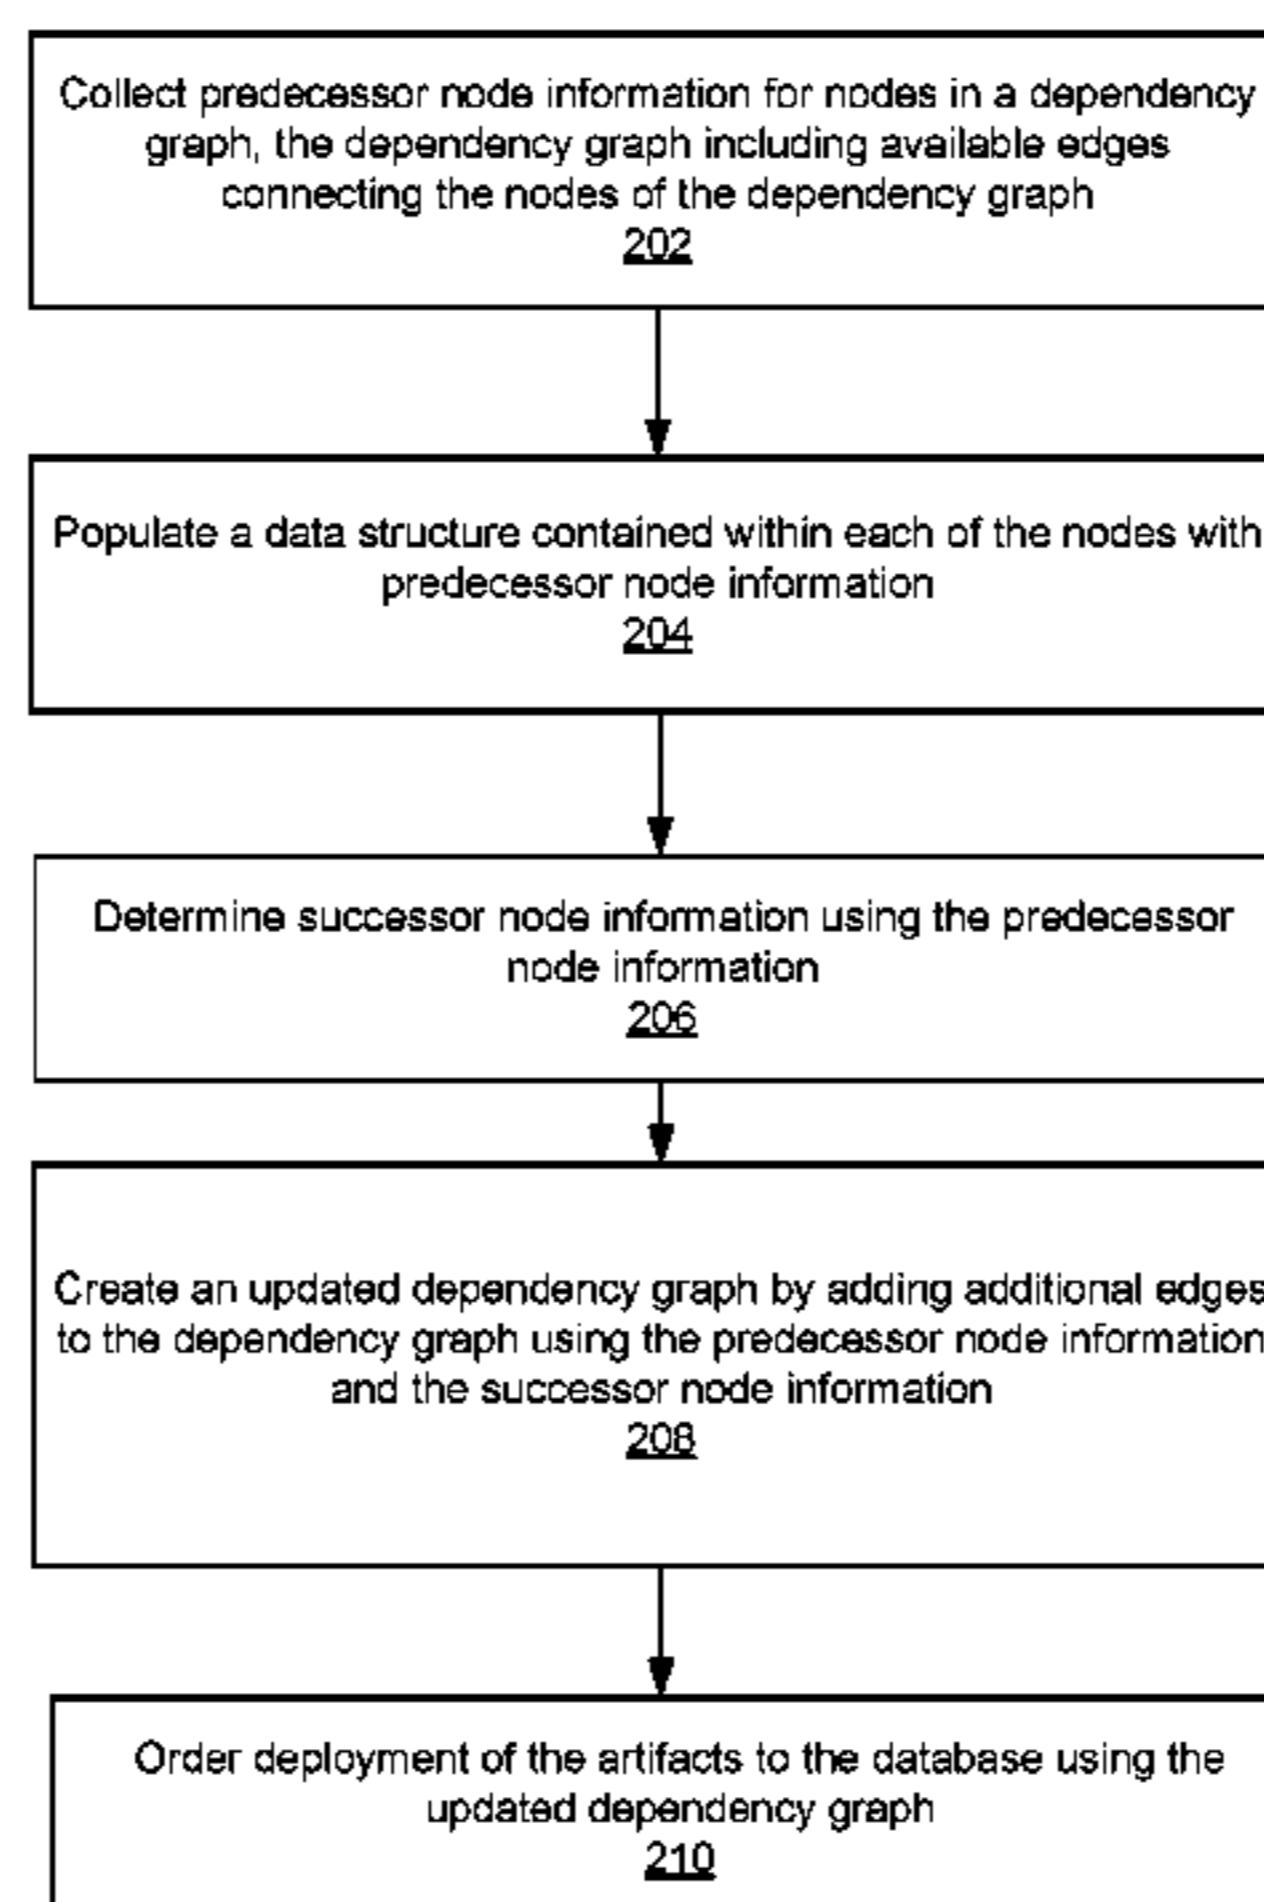 Collect predecessor node information for nodes in a dependency
graph, the dependency graph including available edges
connecting the nodes of the dependency graph
202
Populate a data structure contained within each of the nodes with
predecessor node information
204
Determine successor node information using the predecessor
node information
206
Create an updated dependency graph by adding additional edges
to the dependency graph using the predecessor node information
and the successor node information
208
Order deployment of the artifacts to the database using the
updated dependency graph
210